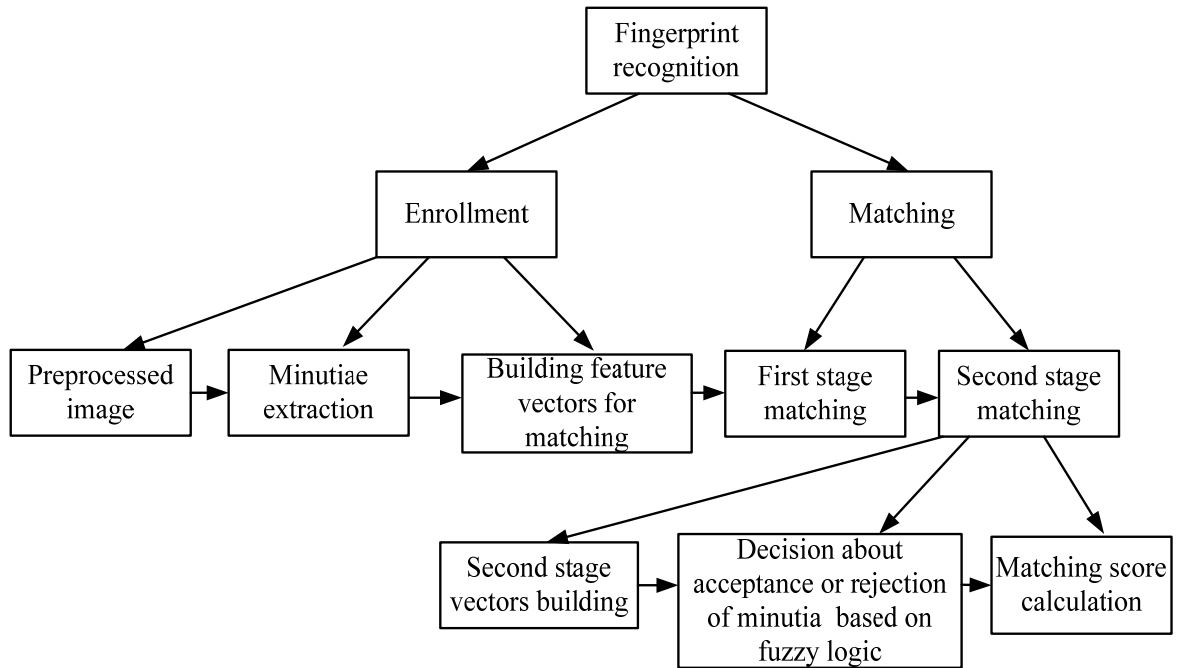 Fingerprint
recognition
Enrollment
Matching
Preprocessed
image
Minutiae
extraction
Building feature
vectors for
matching
First stage
matching
Second stage
matching
Second stage
vectors building
Decision about
acceptance or rejection
of minutia based on
fuzzy logic
Matching score
calculation